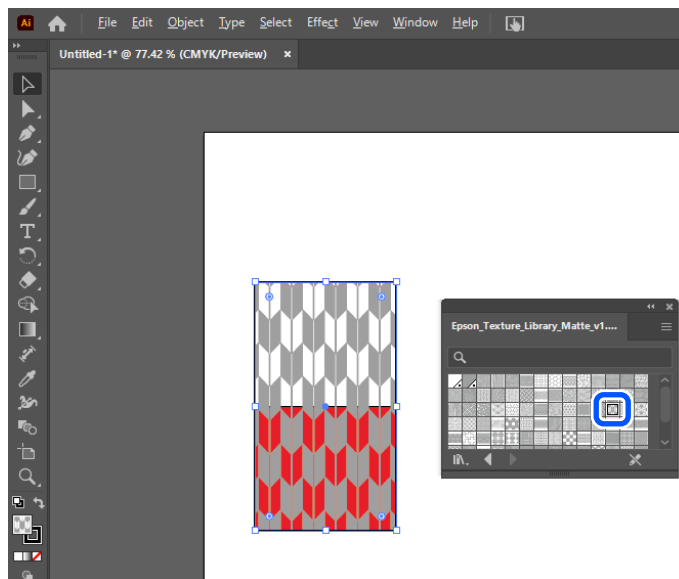 Ai File Edit Object Type Select Effect View Window Help
Untitled-1* @ 77.42 % (CMYK/Preview) ×
Epson_Texture_Library_Matte_v1....